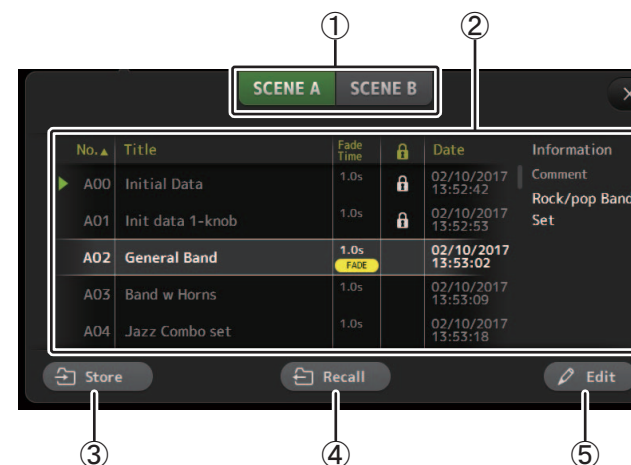 ① ②
SCENE A SCENE B ×
No.▲ Title Fade Time Date Information
A00 Initial Data 1.0s 02/10/2017 13:52:42 Comment
Rock/pop Band
A01 Init data 1-knob 1.0s 02/10/2017 13:52:53 Set
A02 General Band 1.0s FADE 02/10/2017 13:53:02
A03 Band w Horns 1.0s 02/10/2017 13:53:09
A04 Jazz Combo set 1.0s 02/10/2017 13:53:18
Store Recall Edit
③ ④ ⑤